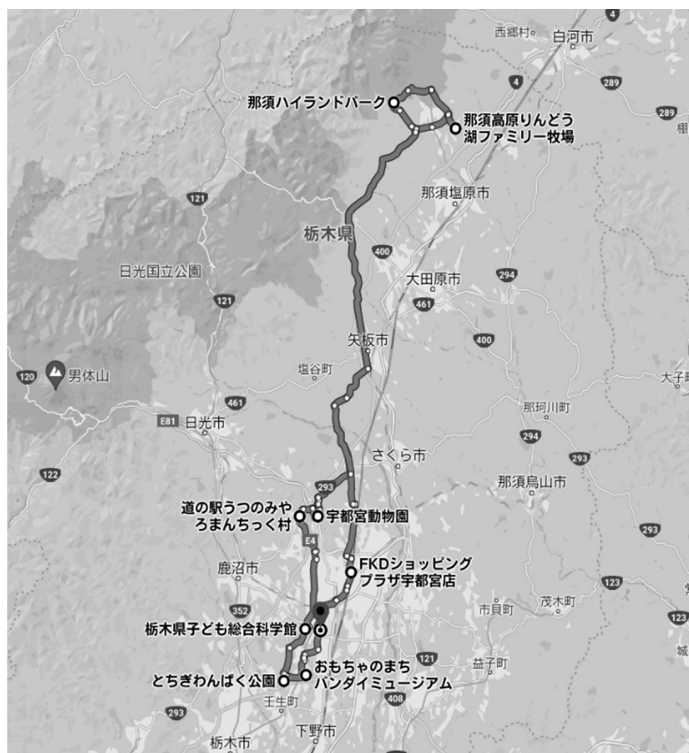 4
西郷村
白河市
4
289
那須ハイランドパーク
289
那須高原りんどう
湖ファミリー牧場
棚
121
那須塩原市
栃木県
400
日光国立公園
294
大田原市
121
461
矢板市
400
塩谷町
120
男体山
大子町
461
那珂川町
E81
日光市
294
さくら市
293
122
293
那須烏山市
道の駅うつのみや
ろまんちっく村
宇都宮動物園
293
E4
FKDショッピング
プラザ宇都宮店
鹿沼市
123
352
市貝町
茂木町
123
栃木県子ども総合科学館
城
121
益子町
おもちゃのまち
バンダイミュージアム
とちぎわんぱく公園
408
壬生町
293
下野市
栃木市